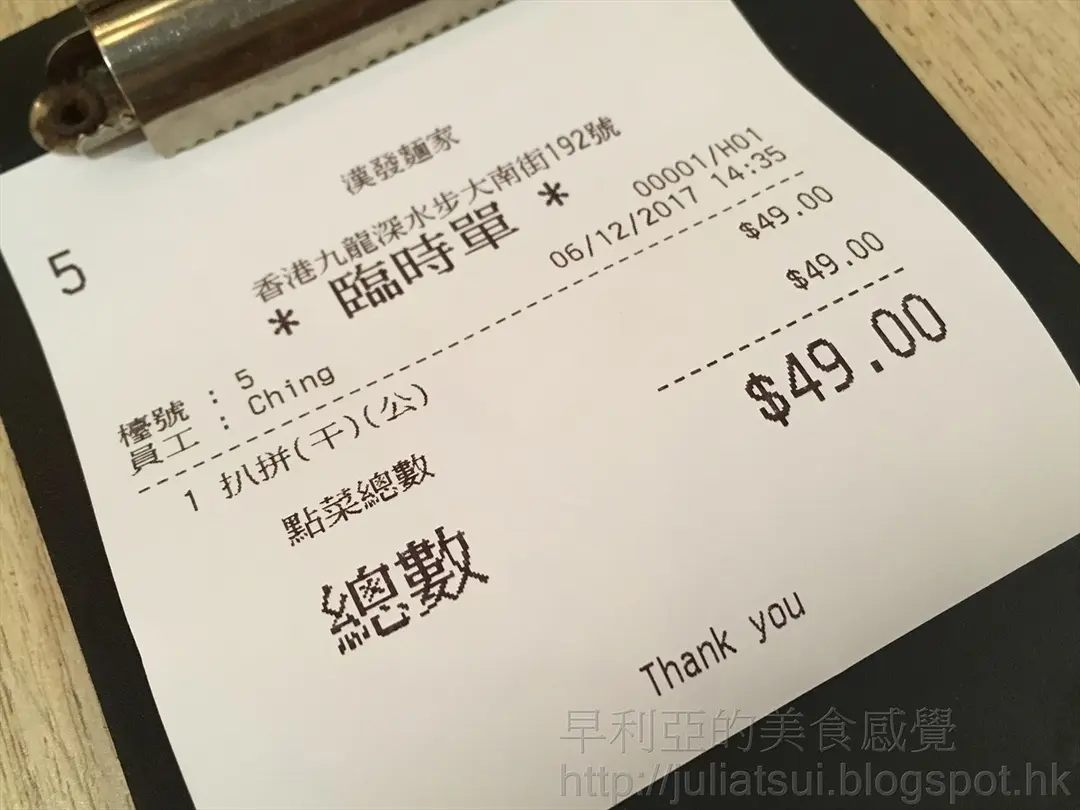 漢發麵家
香港九龍深水步大南街192號
5
* 臨時單 *
00001/H01
06/12/2017 14:35
檯號 : 5
員工 : Ching
1 扒拼(干)(公) $49.00
點菜總數 $49.00
總數 $49.00
Thank you
早利亞的美食感覺
http://juliatsui.blogspot.hk